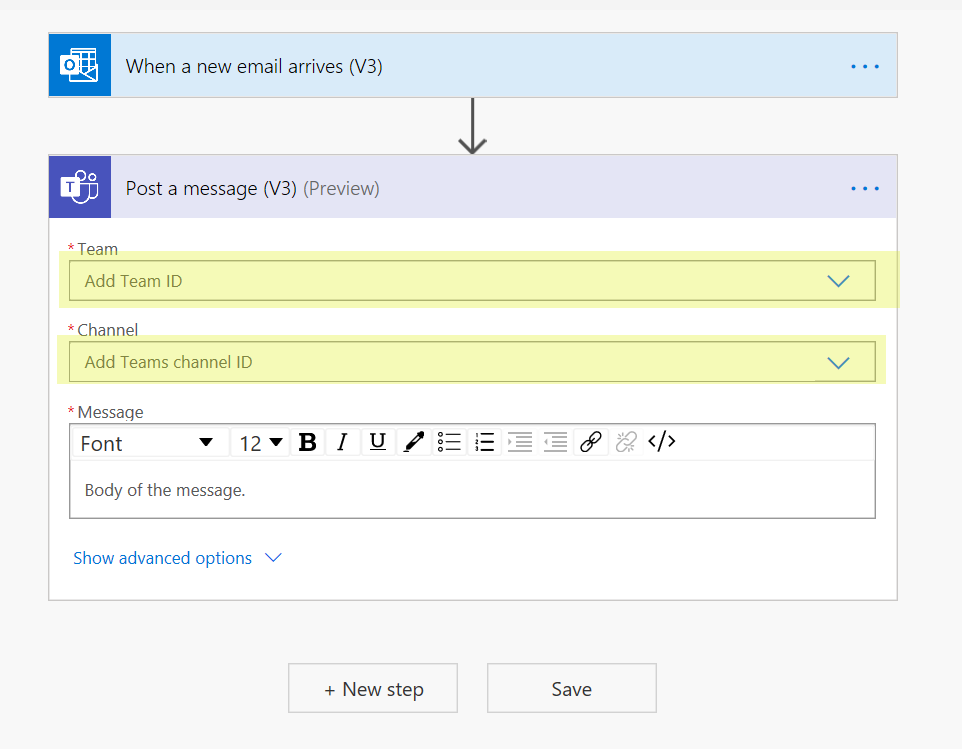 When a new email arrives (V3)
Post a message (V3) (Preview)
* Team
Add Team ID
* Channel
Add Teams channel ID
* Message
Font 12 B I U </>
Body of the message.
Show advanced options
+ New step Save